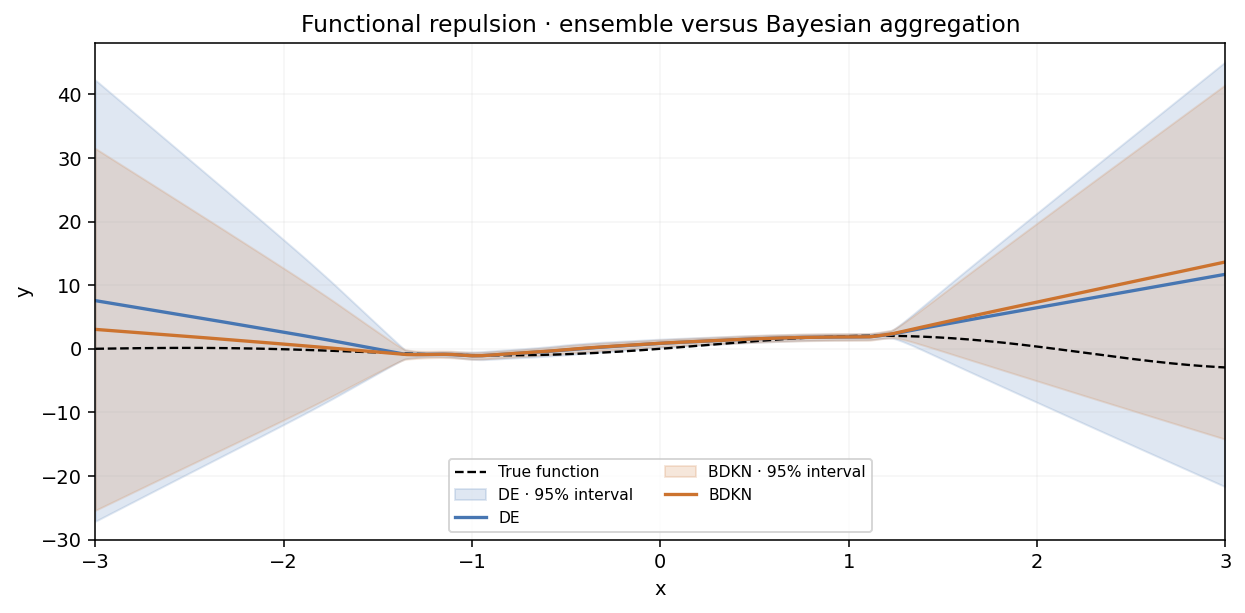 Functional repulsion · ensemble versus Bayesian aggregation
y
40
30
20
10
0
−10
−20
−30
True function
DE · 95% interval
DE
BDKN · 95% interval
BDKN
−3
−2
−1
0
1
2
3
x